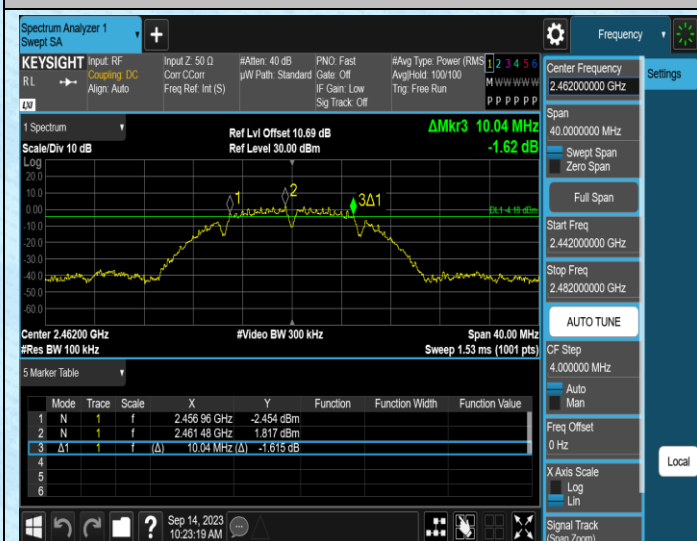 Spectrum Analyzer 1
Swept SA
Frequency
KEYSIGHT
Input: RF
Input Z: 50 Ω
#Atten: 40 dB
PNO: Fast
#Avg Type: Power (RMS
1 2 3 4 5 6
RL
Coupling: DC
Corr CCorr
µW Path: Standard
Gate: Off
Avg|Hold: 100/100
M W W W W W
Align: Auto
Freq Ref: Int (S)
IF Gain: Low
Trig: Free Run
Sig Track: Off
P P P P P P
LXI
Center Frequency
2.462000000 GHz
Settings
Span
40.0000000 MHz
Swept Span
Zero Span
Full Span
Start Freq
2.442000000 GHz
Stop Freq
2.482000000 GHz
AUTO TUNE
CF Step
4.000000 MHz
Auto
Man
Freq Offset
0 Hz
X Axis Scale
Log
Lin
Signal Track
(Span Zoom)
Local
1 Spectrum
Ref Lvl Offset 10.69 dB
ΔMkr3 10.04 MHz
Scale/Div 10 dB
Ref Level 30.00 dBm
-1.62 dB
Log
20.0
10.0
0.00
-10.0
-20.0
-30.0
-40.0
-50.0
-60.0
1
2
3Δ1
DL1 -4.18 dBm
Center 2.46200 GHz
#Video BW 300 kHz
Span 40.00 MHz
#Res BW 100 kHz
Sweep 1.53 ms (1001 pts)
5 Marker Table
Mode Trace Scale X Y Function Function Width Function Value
1 N 1 f 2.456 96 GHz -2.454 dBm
2 N 1 f 2.461 48 GHz 1.817 dBm
3 Δ1 1 f (Δ) 10.04 MHz (Δ) -1.615 dB
4
5
6
Sep 14, 2023
10:23:19 AM